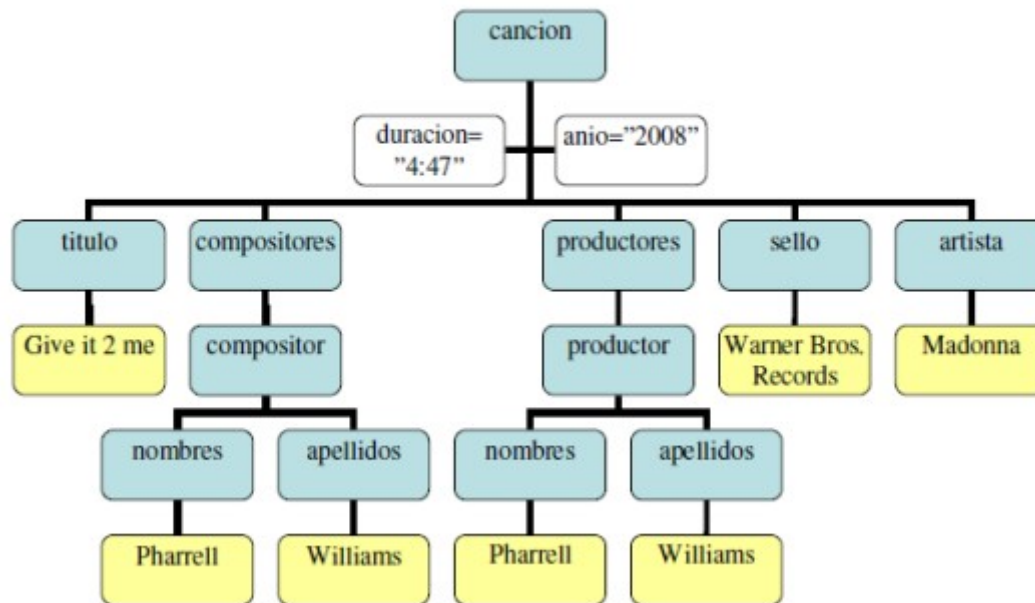 cancion
duracion=
”4:47”
anio=”2008”
titulo
compositores
productores
sello
artista
Give it 2 me
compositor
productor
Warner Bros.
Records
Madonna
nombres
apellidos
nombres
apellidos
Pharrell
Williams
Pharrell
Williams